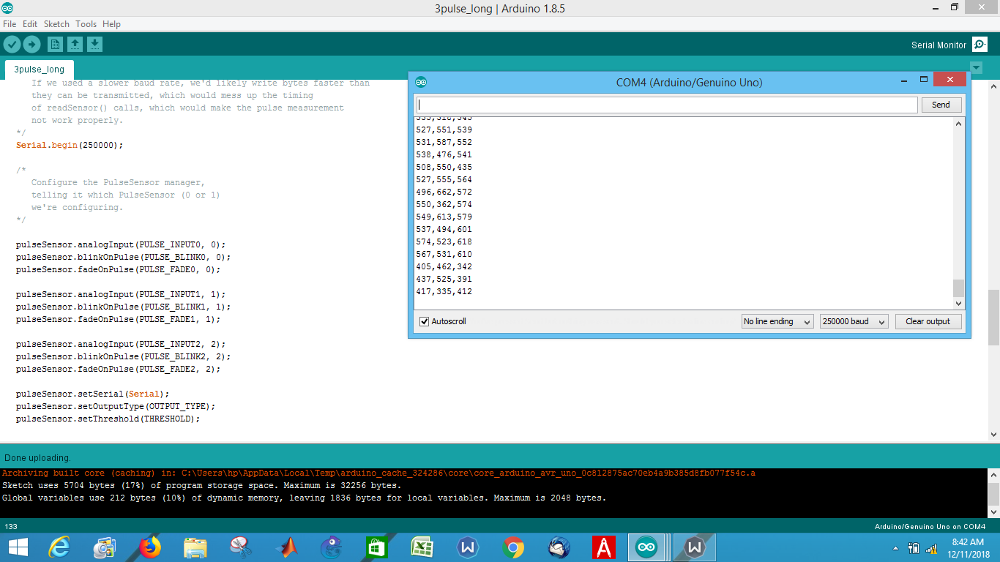 3pulse_long | Arduino 1.8.5
File Edit Sketch Tools Help
Serial Monitor
3pulse_long
If we used a slower baud rate, we'd likely write bytes faster than
they can be transmitted, which would mess up the timing
of readSensor() calls, which would make the pulse measurement
not work properly.
*/
Serial.begin(250000);
/*
Configure the PulseSensor manager,
telling it which PulseSensor (0 or 1)
we're configuring.
*/
pulseSensor.analogInput(PULSE_INPUT0, 0);
pulseSensor.blinkOnPulse(PULSE_BLINK0, 0);
pulseSensor.fadeOnPulse(PULSE_FADE0, 0);
pulseSensor.analogInput(PULSE_INPUT1, 1);
pulseSensor.blinkOnPulse(PULSE_BLINK1, 1);
pulseSensor.fadeOnPulse(PULSE_FADE1, 1);
pulseSensor.analogInput(PULSE_INPUT2, 2);
pulseSensor.blinkOnPulse(PULSE_BLINK2, 2);
pulseSensor.fadeOnPulse(PULSE_FADE2, 2);
pulseSensor.setSerial(Serial);
pulseSensor.setOutputType(OUTPUT_TYPE);
pulseSensor.setThreshold(THRESHOLD);
COM4 (Arduino/Genuino Uno)
Send
527,551,539
531,587,552
538,476,541
508,550,435
527,555,564
496,662,572
550,362,574
549,613,579
537,494,601
574,523,618
567,531,610
405,462,342
437,525,391
417,335,412
Autoscroll
No line ending
250000 baud
Clear output
Done uploading.
Archiving built core (caching) in: C:\Users\hp\AppData\Local\Temp\arduino_cache_324286\core\core_arduino_avr_uno_0c812875ac70eb4a9b385d8fb077f54c.a
Sketch uses 5704 bytes (17%) of program storage space. Maximum is 32256 bytes.
Global variables use 212 bytes (10%) of dynamic memory, leaving 1836 bytes for local variables. Maximum is 2048 bytes.
133
Arduino/Genuino Uno on COM4
8:42 AM
12/11/2018